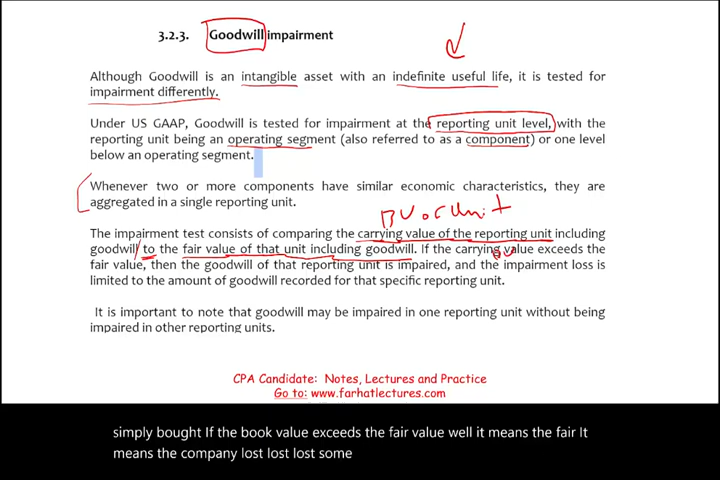 3.2.3. Goodwill impairment
Although Goodwill is an intangible asset with an indefinite useful life, it is tested for
impairment differently.
Under US GAAP, Goodwill is tested for impairment at the reporting unit level, with the
reporting unit being an operating segment (also referred to as a component) or one level
below an operating segment.
Whenever two or more components have similar economic characteristics, they are
aggregated in a single reporting unit.
BV of Unit
The impairment test consists of comparing the carrying value of the reporting unit including
goodwill to the fair value of that unit including goodwill. If the carrying value exceeds the
fair value, then the goodwill of that reporting unit is impaired, and the impairment loss is
limited to the amount of goodwill recorded for that specific reporting unit.
It is important to note that goodwill may be impaired in one reporting unit without being
impaired in other reporting units.
CPA Candidate: Notes, Lectures and Practice
Go to: www.farhatlectures.com
simply bought If the book value exceeds the fair value well it means the fair It
means the company lost lost lost some